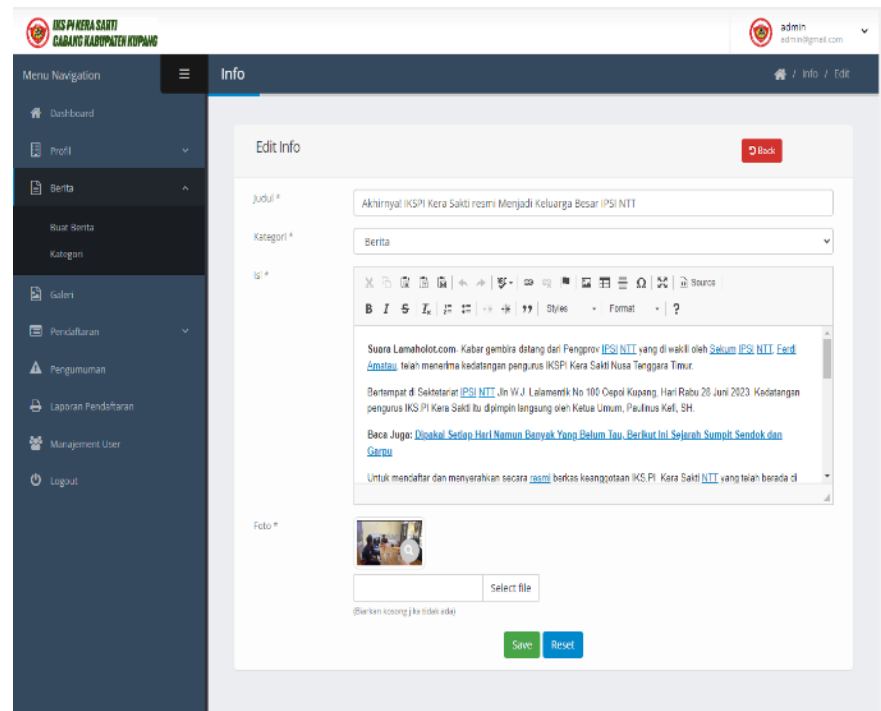 IKS PI KERA SAKTI
CABANG KABUPATEN KUPANG
admin
admin@gmail.com
Menu Navigation
Info
/ Info / Edit
Dashboard
Profil
Berita
Buat Berita
Kategori
Galeri
Pendaftaran
Pengumuman
Laporan Pendaftaran
Manajement User
Logout
Edit Info
Back
Judul *
Akhirnya! IKSPI Kera Sakti resmi Menjadi Keluarga Besar IPSI NTT
Kategori *
Berita
Isi *
Source
B I S Ix
Styles
Format
?
Suara Lamaholot.com- Kabar gembira datang dari Pengprov IPSI NTT yang di wakili oleh Sekum IPSI NTT, Ferdi
Amatau, telah menerima kedatangan pengurus IKSPI Kera Sakti Nusa Tenggara Timur.
Bertempat di Sektetariat IPSI NTT Jln W.J. Lalamentik No 100 Oepoi Kupang, Hari Rabu 28 Juni 2023. Kedatangan
pengurus IKS.PI Kera Sakti itu dipimpin langsung oleh Ketua Umum, Paulinus Kefi, SH.
Baca Juga: Dipakai Setiap Hari Namun Banyak Yang Belum Tau, Berikut Ini Sejarah Sumpit Sendok dan
Garpu
Untuk mendaftar dan menyerahkan secara resmi berkas keanggotaan IKS.PI Kera Sakti NTT yang telah berada di
Foto *
Select file
(Biarkan kosong jika tidak ada)
Save
Reset